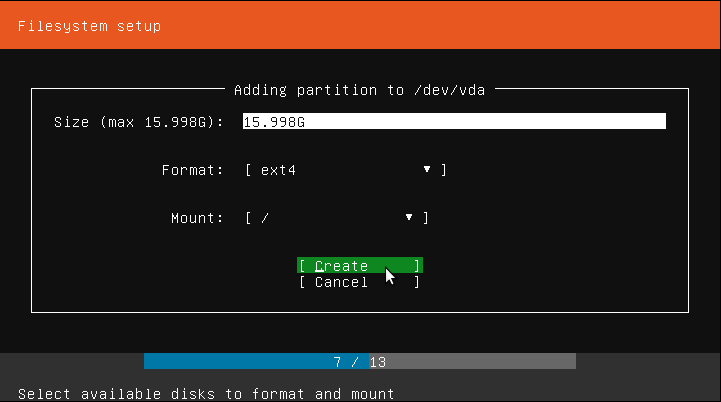 Filesystem setup
Adding partition to /dev/vda
Size (max 15.998G): 15.998G
Format: [ ext4 ▼ ]
Mount: [ / ▼ ]
[ Create ]
[ Cancel ]
7 / 13
Select available disks to format and mount